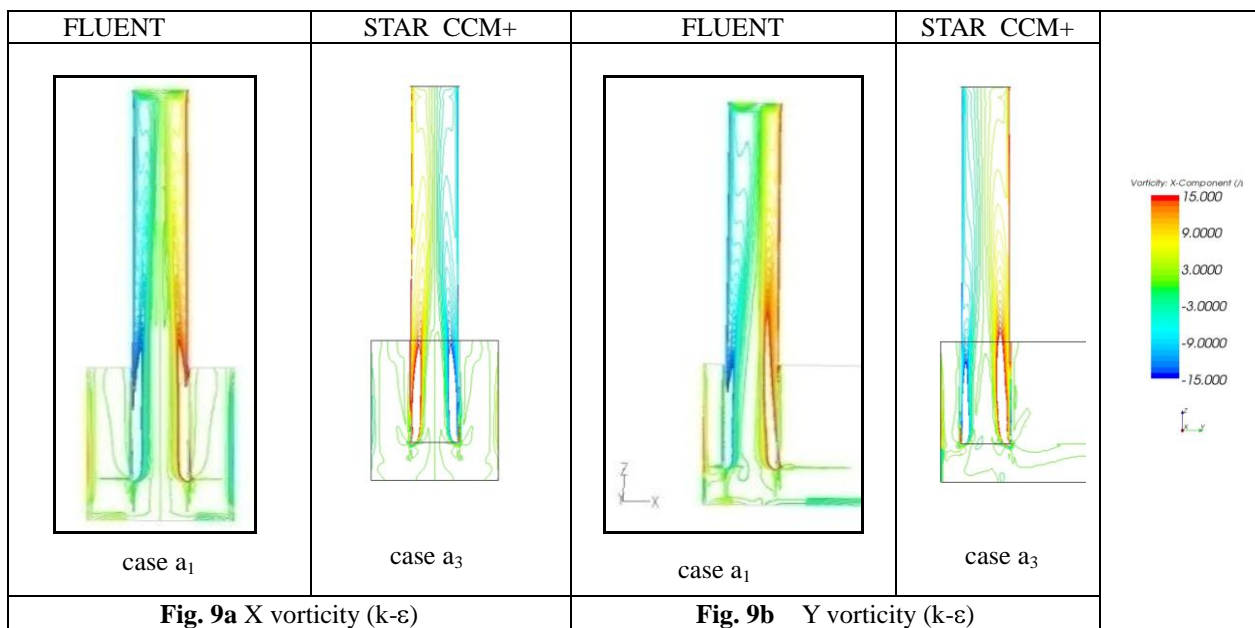 FLUENT STAR CCM+ FLUENT STAR CCM+
Vorticity: X-Component (/s
15.000
9.0000
3.0000
-3.0000
-9.0000
-15.000
Z
X
Y
z
x y
case a₁ case a₃ case a₁ case a₃
Fig. 9a X vorticity (k-ε) Fig. 9b Y vorticity (k-ε)